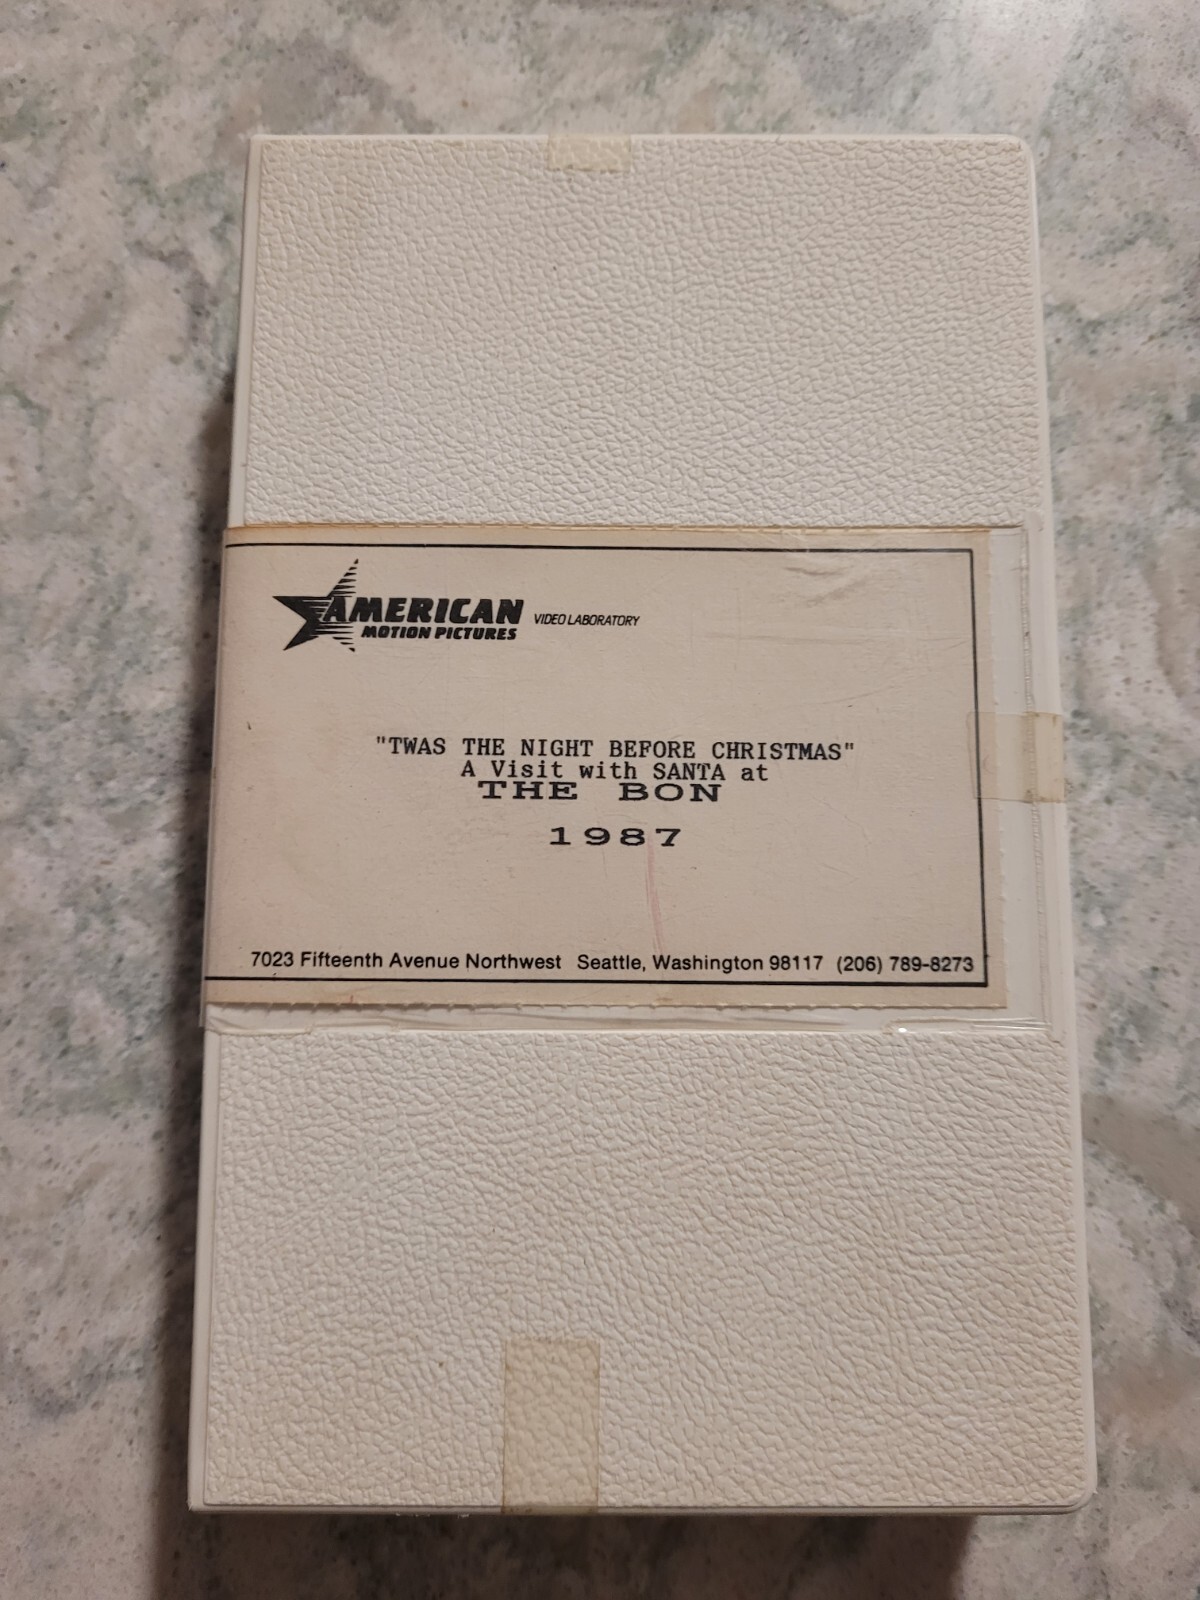 AMERICAN
MOTION PICTURES VIDEO LABORATORY
"TWAS THE NIGHT BEFORE CHRISTMAS"
A Visit with SANTA at
THE BON
1987
7023 Fifteenth Avenue Northwest Seattle, Washington 98117 (206) 789-8273